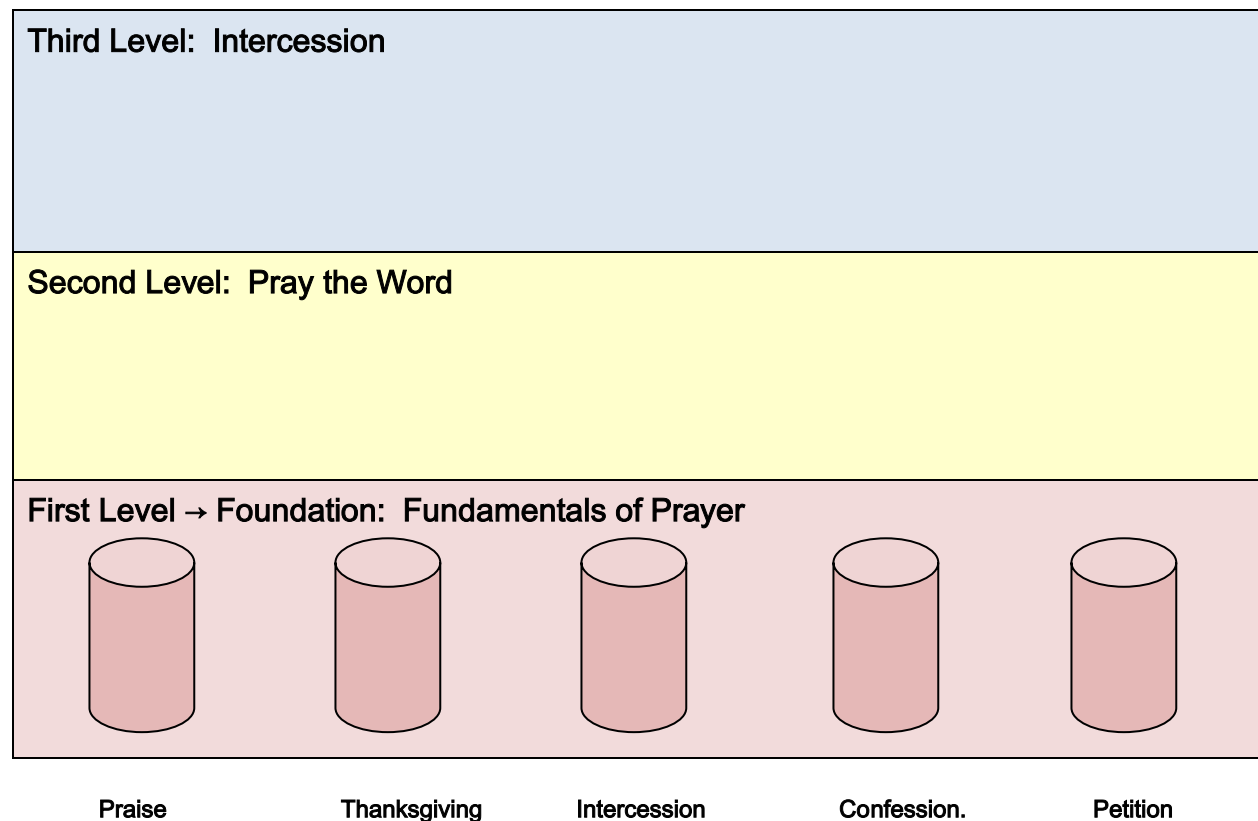 Third Level:  Intercession
Second Level:  Pray the Word
First Level → Foundation:  Fundamentals of Prayer
Praise Thanksgiving Intercession Confession. Petition